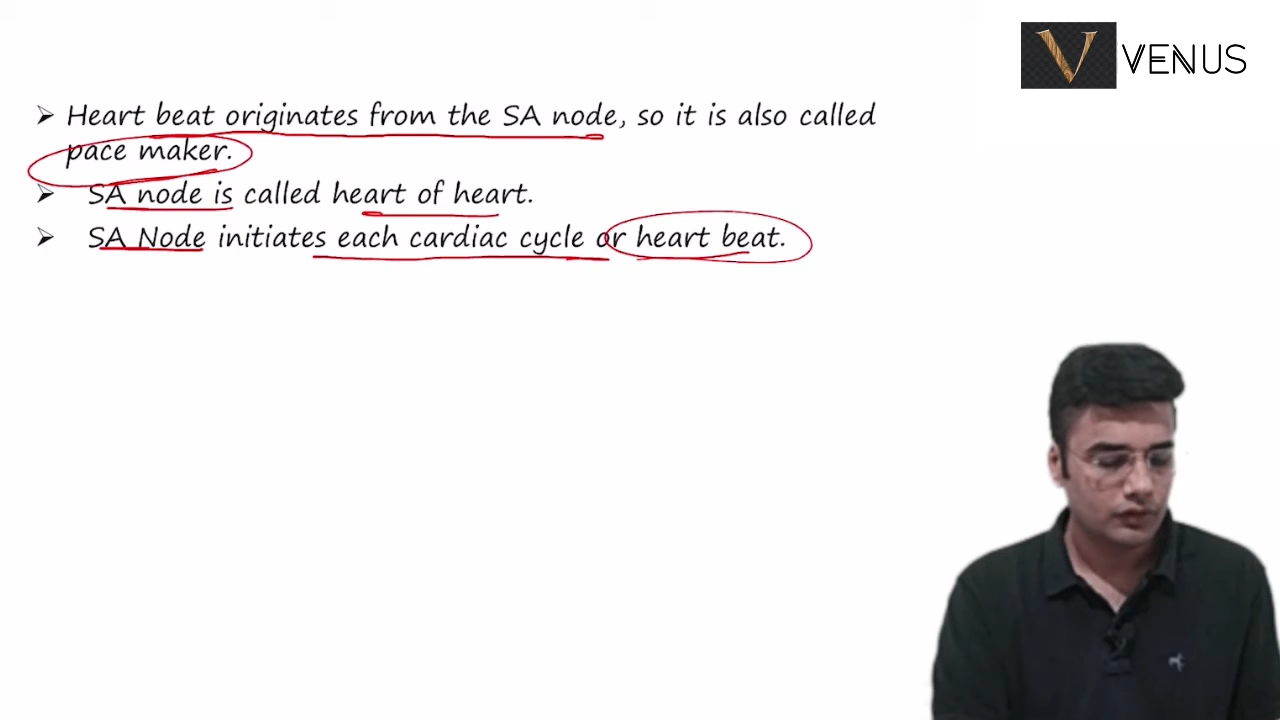 V VENUS
➢ Heart beat originates from the SA node, so it is also called
pace maker.
➢ SA node is called heart of heart.
➢ SA Node initiates each cardiac cycle or heart beat.